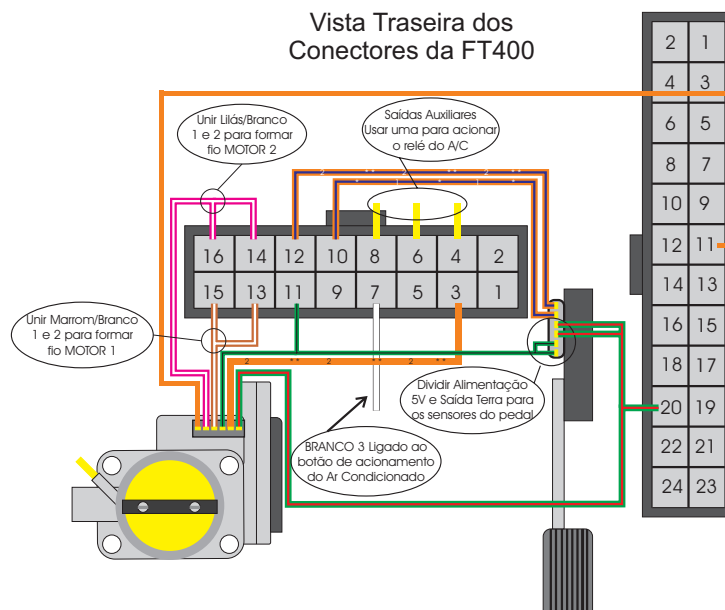 Vista Traseira dos
Conectores da FT400
Unir Lilás/Branco
1 e 2 para formar
fio MOTOR 2
Saídas Auxiliares
Usar uma para acionar
o relé do A/C
16 14 12 10 8 6 4 2
15 13 11 9 7 5 3 1
Unir Marrom/Branco
1 e 2 para formar
fio MOTOR 1
Dividir Alimentação
5V e Saída Terra para
os sensores do pedal
BRANCO 3 Ligado ao
botão de acionamento
do Ar Condicionado
2 1
4 3
6 5
8 7
10 9
12 11
14 13
16 15
18 17
20 19
22 21
24 23